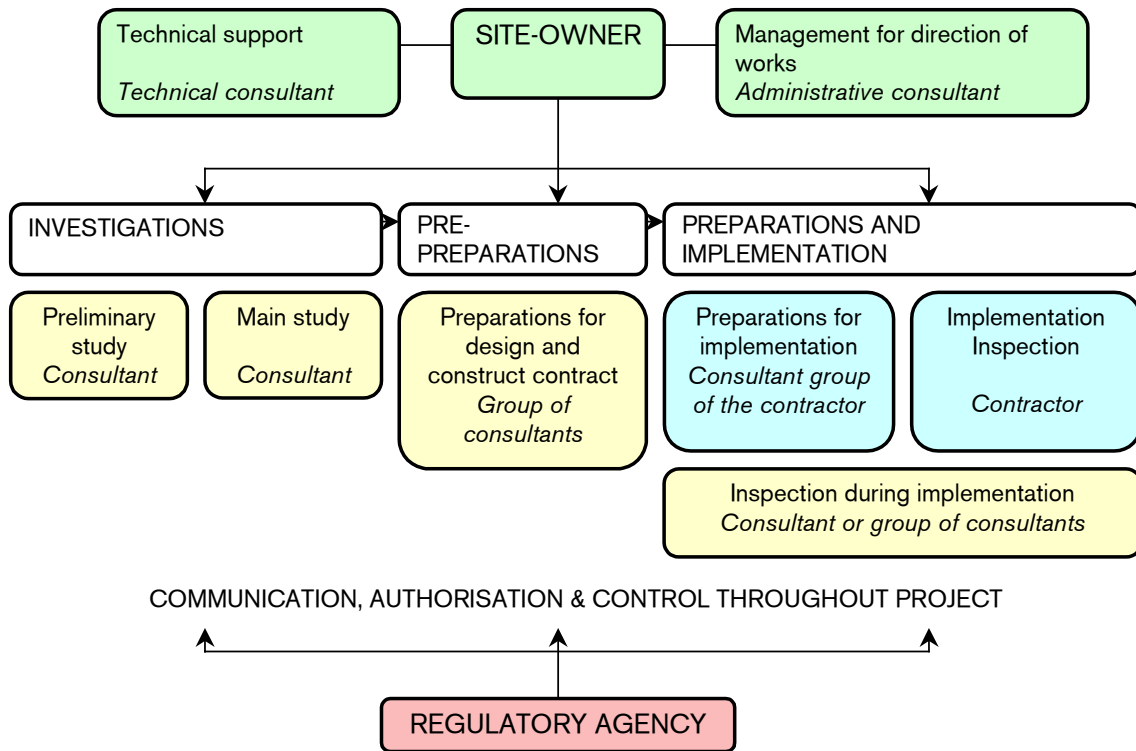 Technical support
Technical consultant
SITE-OWNER
Management for direction of
works
Administrative consultant
INVESTIGATIONS
PRE-
PREPARATIONS
PREPARATIONS AND
IMPLEMENTATION
Preliminary
study
Consultant
Main study
Consultant
Preparations for
design and
construct contract
Group of
consultants
Preparations for
implementation
Consultant group
of the contractor
Implementation
Inspection
Contractor
Inspection during implementation
Consultant or group of consultants
COMMUNICATION, AUTHORISATION & CONTROL THROUGHOUT PROJECT
REGULATORY AGENCY